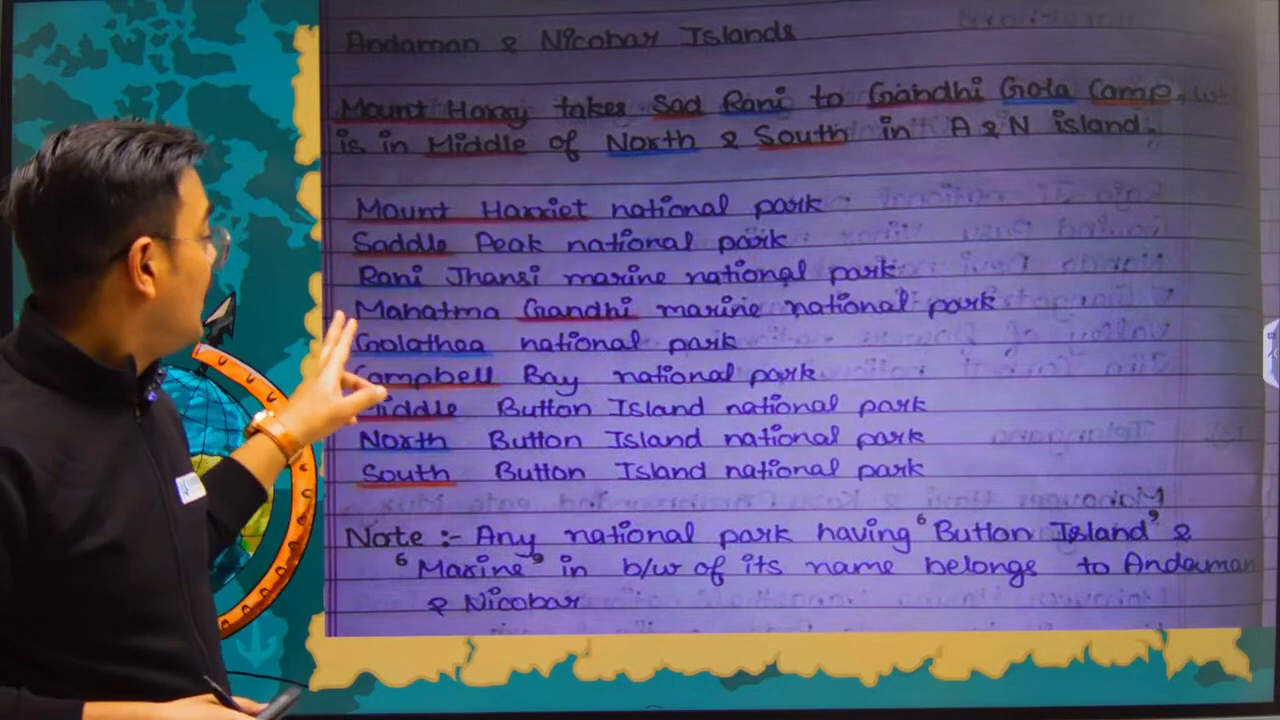 Andaman & Nicobar Islands
Mount Harry takes Sad Rani to Gandhi Gola Camp,
is in Middle of North & South in A & N island.
Mount Harriet national park
Saddle Peak national park
Rani Jhansi marine national park
Mahatma Gandhi marine national park
Galathea national park
Campbell Bay national park
Middle Button Island national park
North Button Island national park
South Button Island national park
Note :- Any national park having 'Button Island' &
'Marine' in b/w of its name belongs to Andaman
& Nicobar